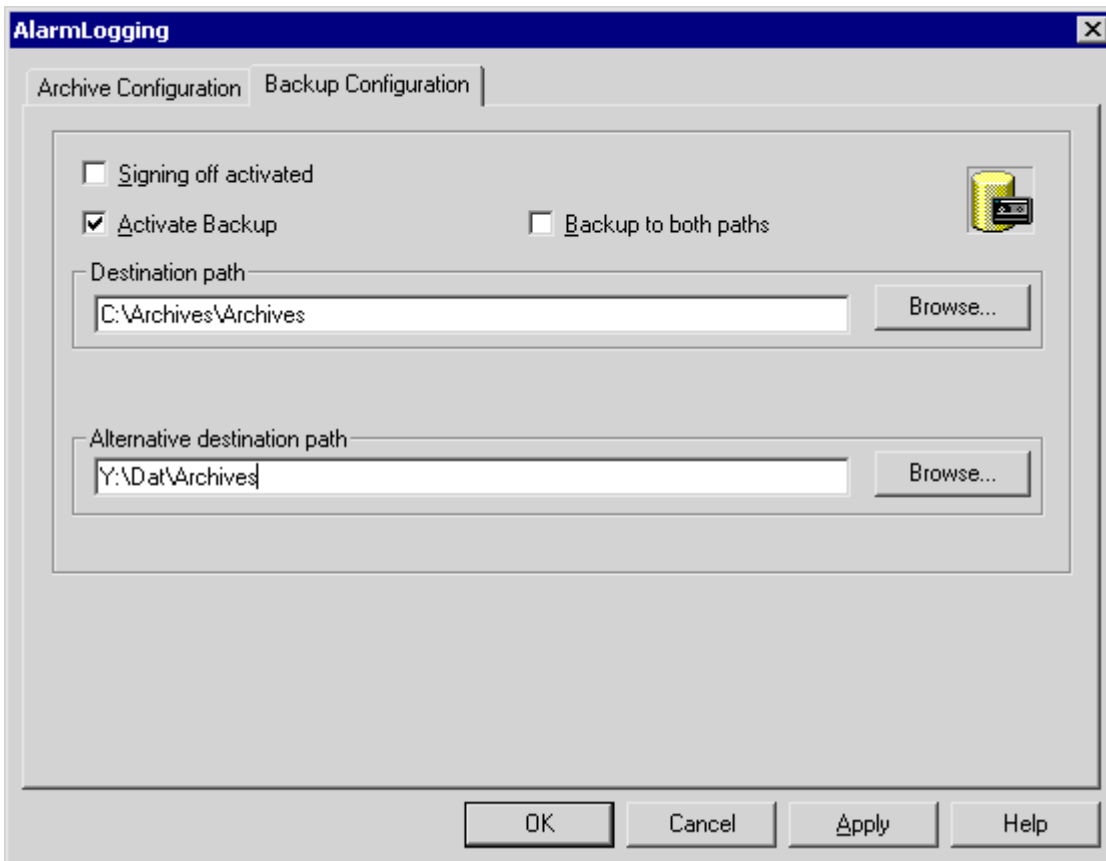 AlarmLogging
Archive Configuration Backup Configuration
Signing off activated
Activate Backup Backup to both paths
Destination path
C:\Archives\Archives Browse...
Alternative destination path
Y:\Dat\Archives Browse...
OK Cancel Apply Help